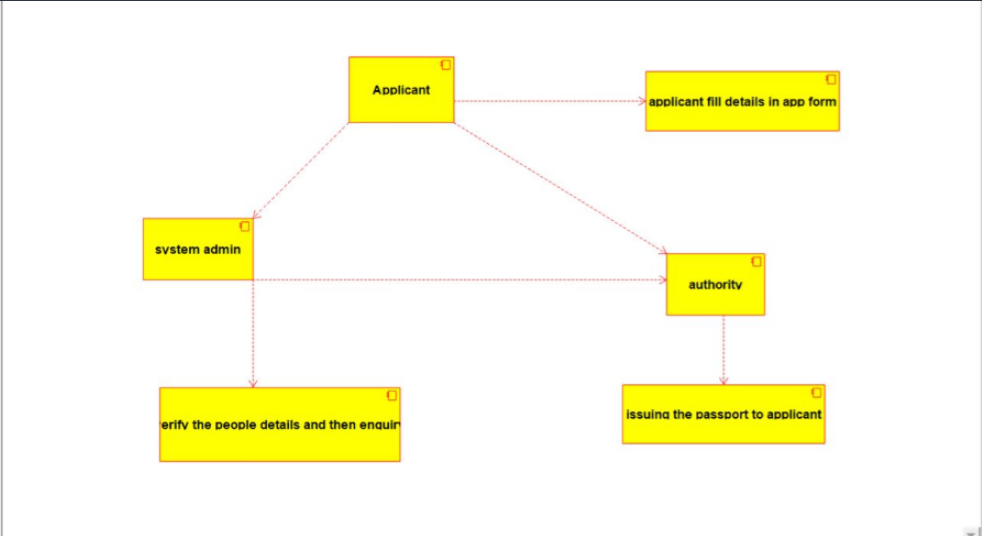 Applicant
applicant fill details in app form
system admin
authority
erify the people details and then enquir
issuing the passport to applicant